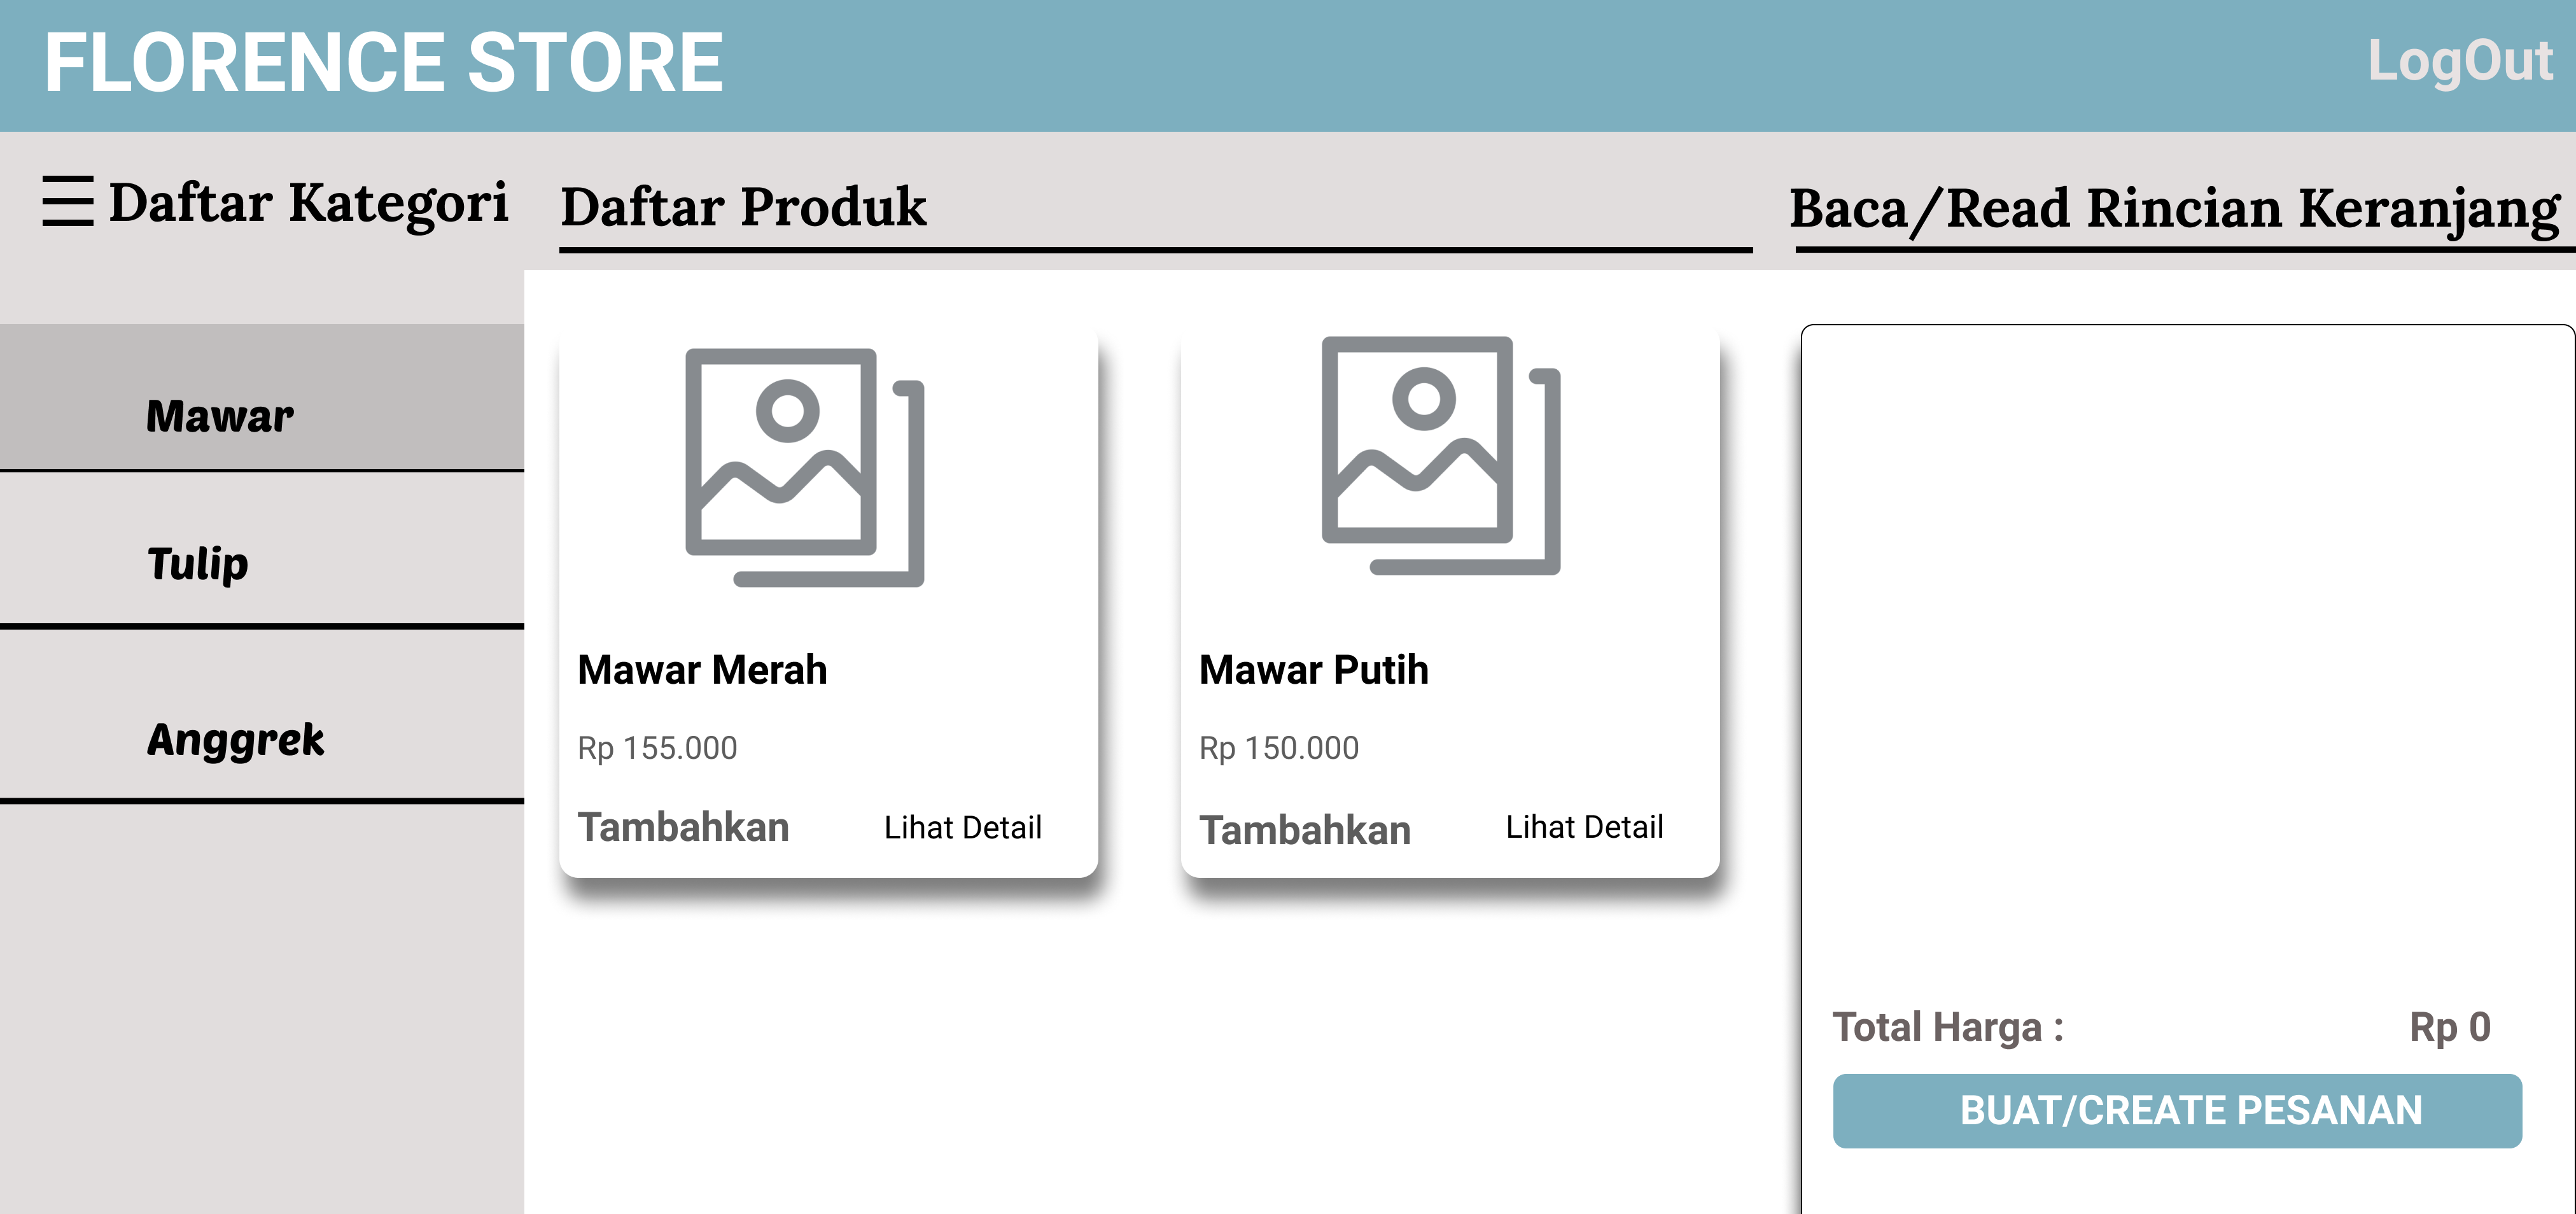 FLORENCE STORE
LogOut
Daftar Kategori
Daftar Produk
Baca/Read Rincian Keranjang
Mawar
Tulip
Anggrek
Mawar Merah
Rp 155.000
Tambahkan
Lihat Detail
Mawar Putih
Rp 150.000
Tambahkan
Lihat Detail
Total Harga :
Rp 0
BUAT/CREATE PESANAN